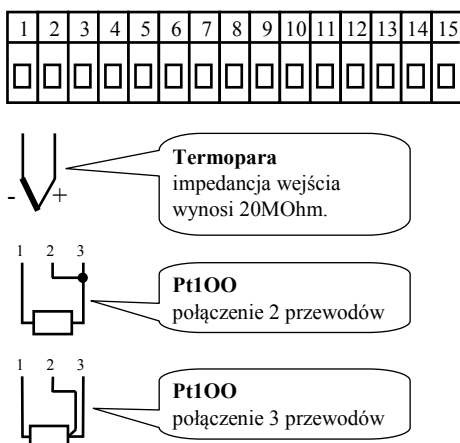 1 2 3 4 5 6 7 8 9 10 11 12 13 14 15
Termopara
impedancja wejścia
wynosi 20MOhm.
- +
1 2 3
Pt1OO
połączenie 2 przewodów
1 2 3
Pt1OO
połączenie 3 przewodów